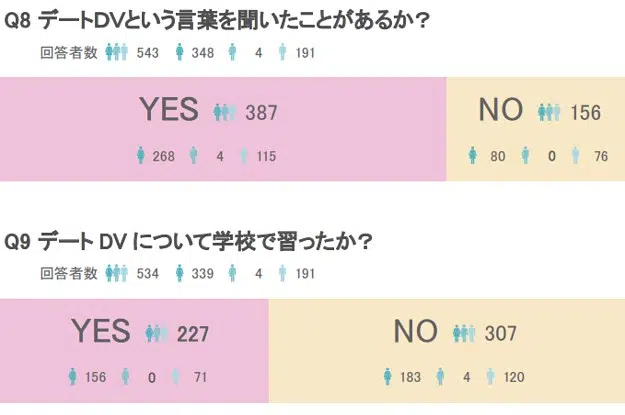 Q8 デートDVという言葉を聞いたことがあるか？
回答者数 543 348 4 191
YES 387 NO 156
268 4 115 80 0 76
Q9 デート DV について学校で習ったか？
回答者数 534 339 4 191
YES 227 NO 307
156 0 71 183 4 120